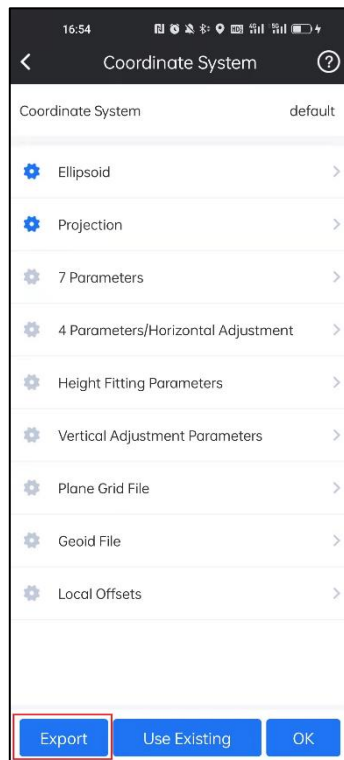 16:54
Coordinate System
Coordinate System default
Ellipsoid
Projection
7 Parameters
4 Parameters/Horizontal Adjustment
Height Fitting Parameters
Vertical Adjustment Parameters
Plane Grid File
Geoid File
Local Offsets
Export Use Existing OK